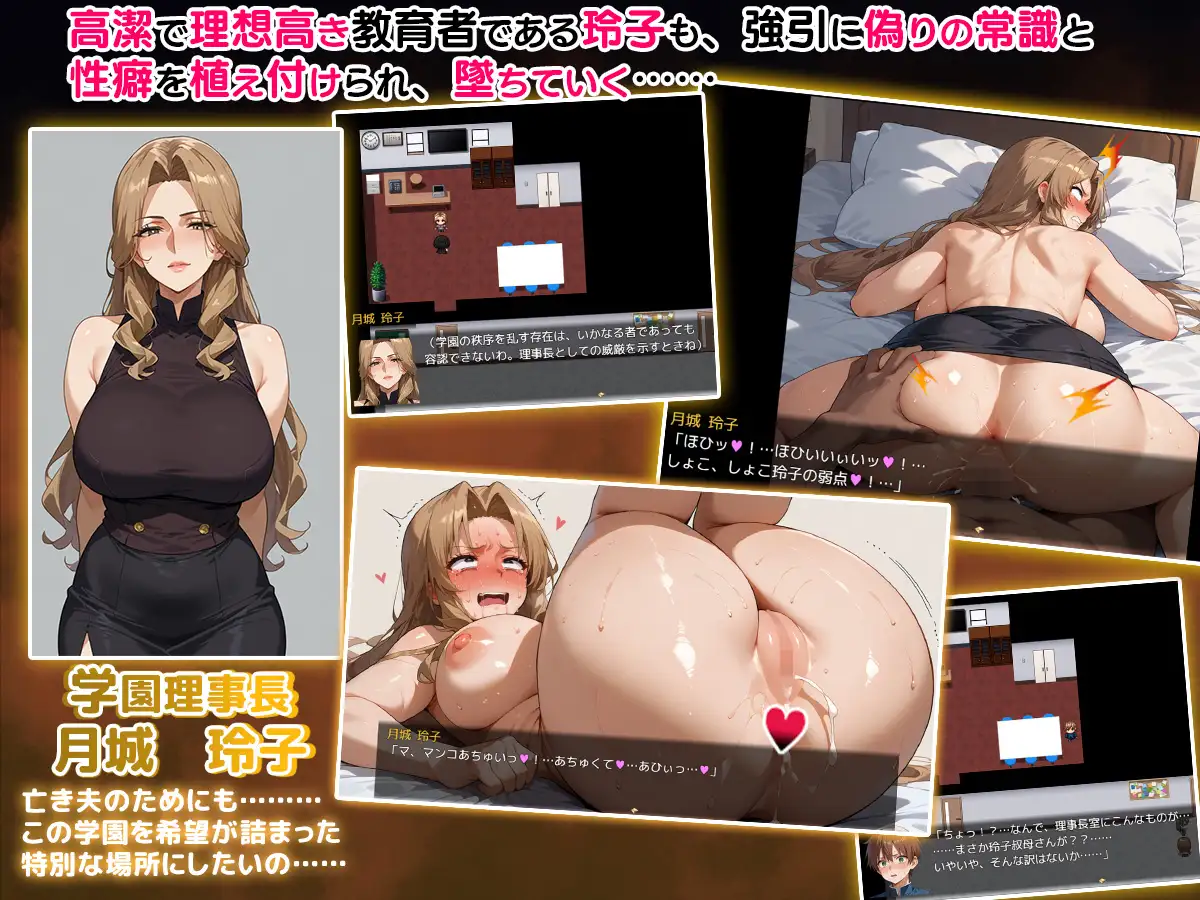 高潔で理想高き教育者である玲子も、強引に偽りの常識と
性癖を植え付けられ、墜ちていく……
月城 玲子
（学園の秩序を乱す存在は、いかなる者であっても
容認できないわ。理事長としての威厳を示すときね）
月城 玲子
「ほひッ♥！…ほひいいぃいッ♥！…
しょこ、しょこ玲子の弱点♥！…」
月城 玲子
「マ、マンコあちゅいっ♥！…あちゅくて♥…あひぃっ…♥」
学園理事長
月城 玲子
亡き夫のためにも………
この学園を希望が詰まった
特別な場所にしたいの……
「ちょっ！？…なんで、理事長室にこんなものが…
……まさか玲子叔母さんが？？……
いやいや、そんな訳はないか……」